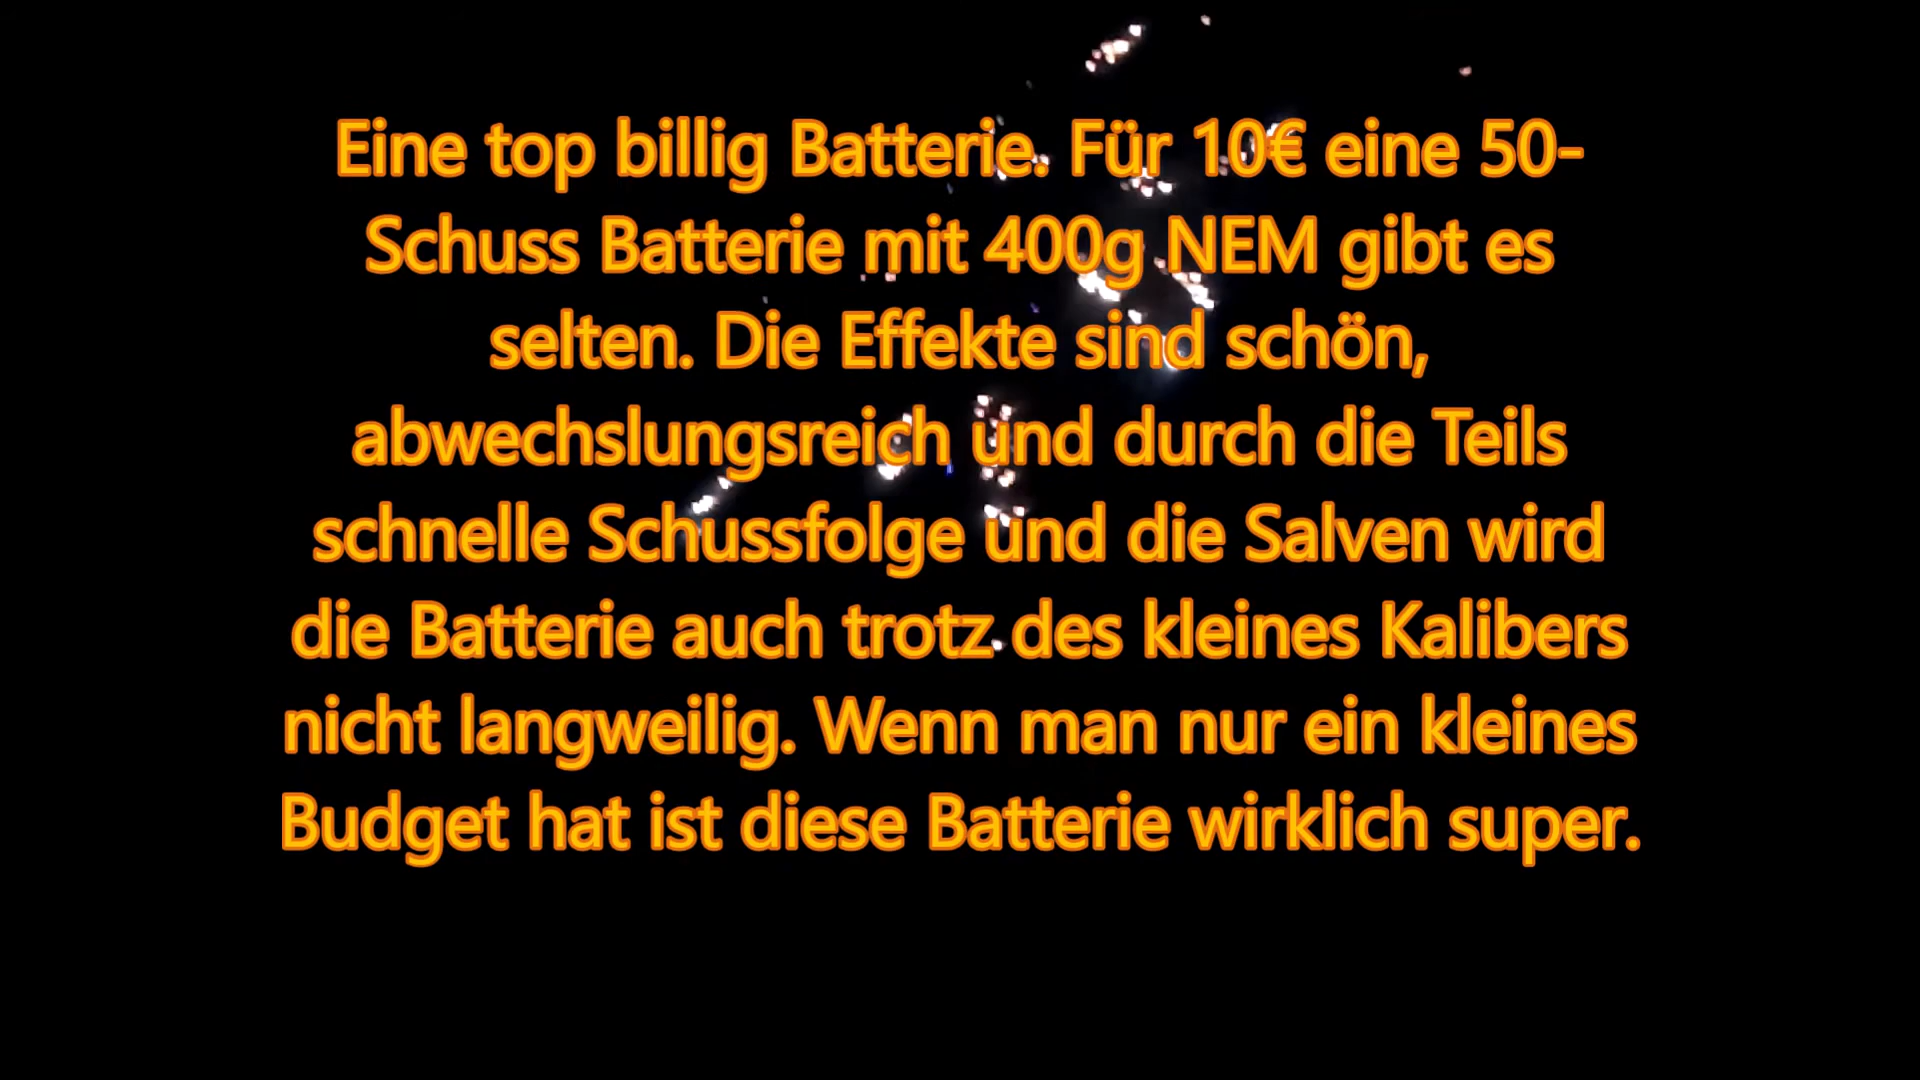 Eine top billig Batterie. Für 10€ eine 50-
Schuss Batterie mit 400g NEM gibt es
selten. Die Effekte sind schön,
abwechslungsreich und durch die Teils
schnelle Schussfolge und die Salven wird
die Batterie auch trotz des kleines Kalibers
nicht langweilig. Wenn man nur ein kleines
Budget hat ist diese Batterie wirklich super.